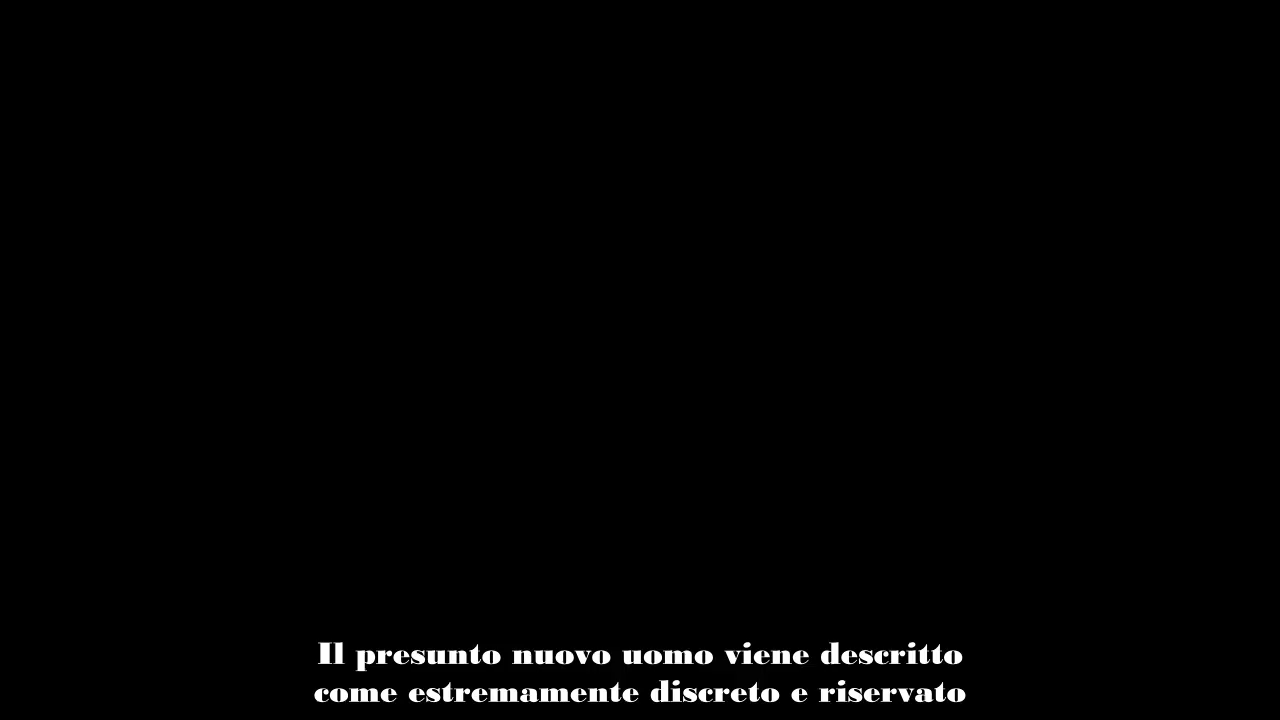 Il presunto nuovo uomo viene descritto
come estremamente discreto e riservato